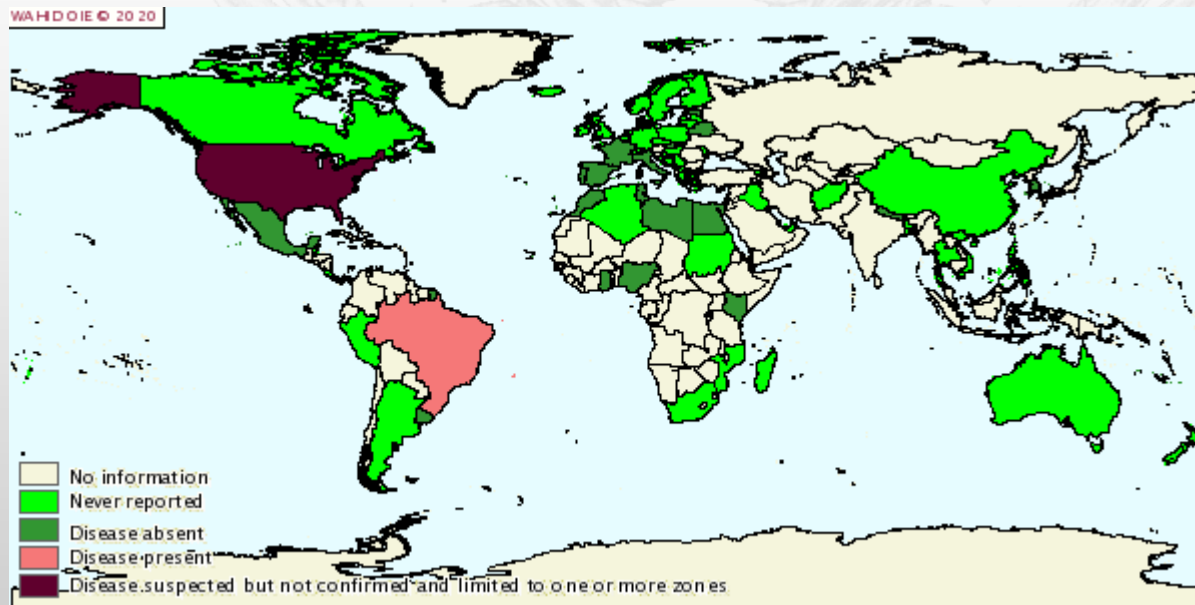 WAHID OIE © 2020
No information
Never reported
Disease absent
Disease present
Disease suspected but not confirmed and limited to one or more zones